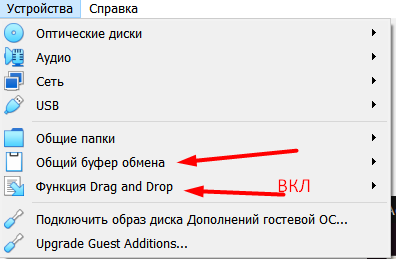 Устройства Справка
Оптические диски
Аудио
Сеть
USB
Общие папки
Общий буфер обмена
Функция Drag and Drop ВКЛ
Подключить образ диска Дополнений гостевой ОС...
Upgrade Guest Additions...